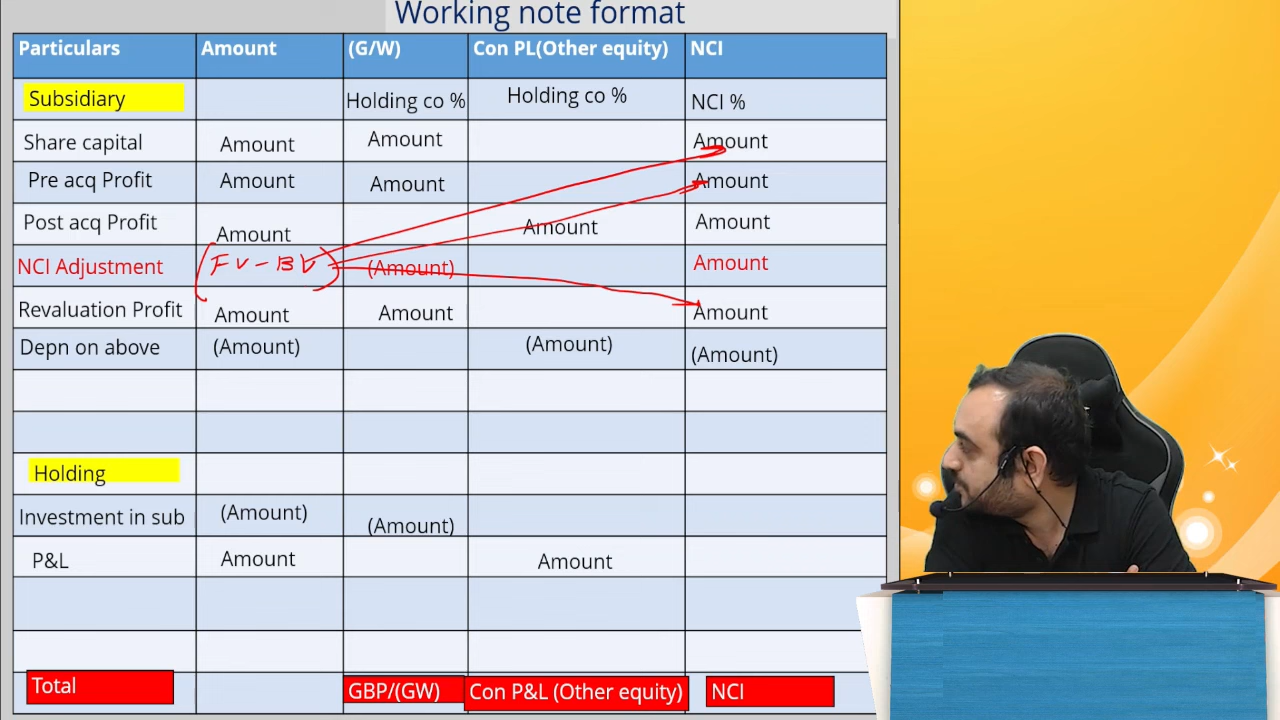 Working note format
Particulars Amount (G/W) Con PL(Other equity) NCI
Subsidiary Holding co % Holding co % NCI %
Share capital Amount Amount Amount
Pre acq Profit Amount Amount Amount
Post acq Profit Amount Amount Amount
NCI Adjustment (FV - BV) (Amount) Amount
Revaluation Profit Amount Amount Amount
Depn on above (Amount) (Amount) (Amount)
Holding
Investment in sub (Amount) (Amount)
P&L Amount Amount
Total GBP/(GW) Con P&L (Other equity) NCI